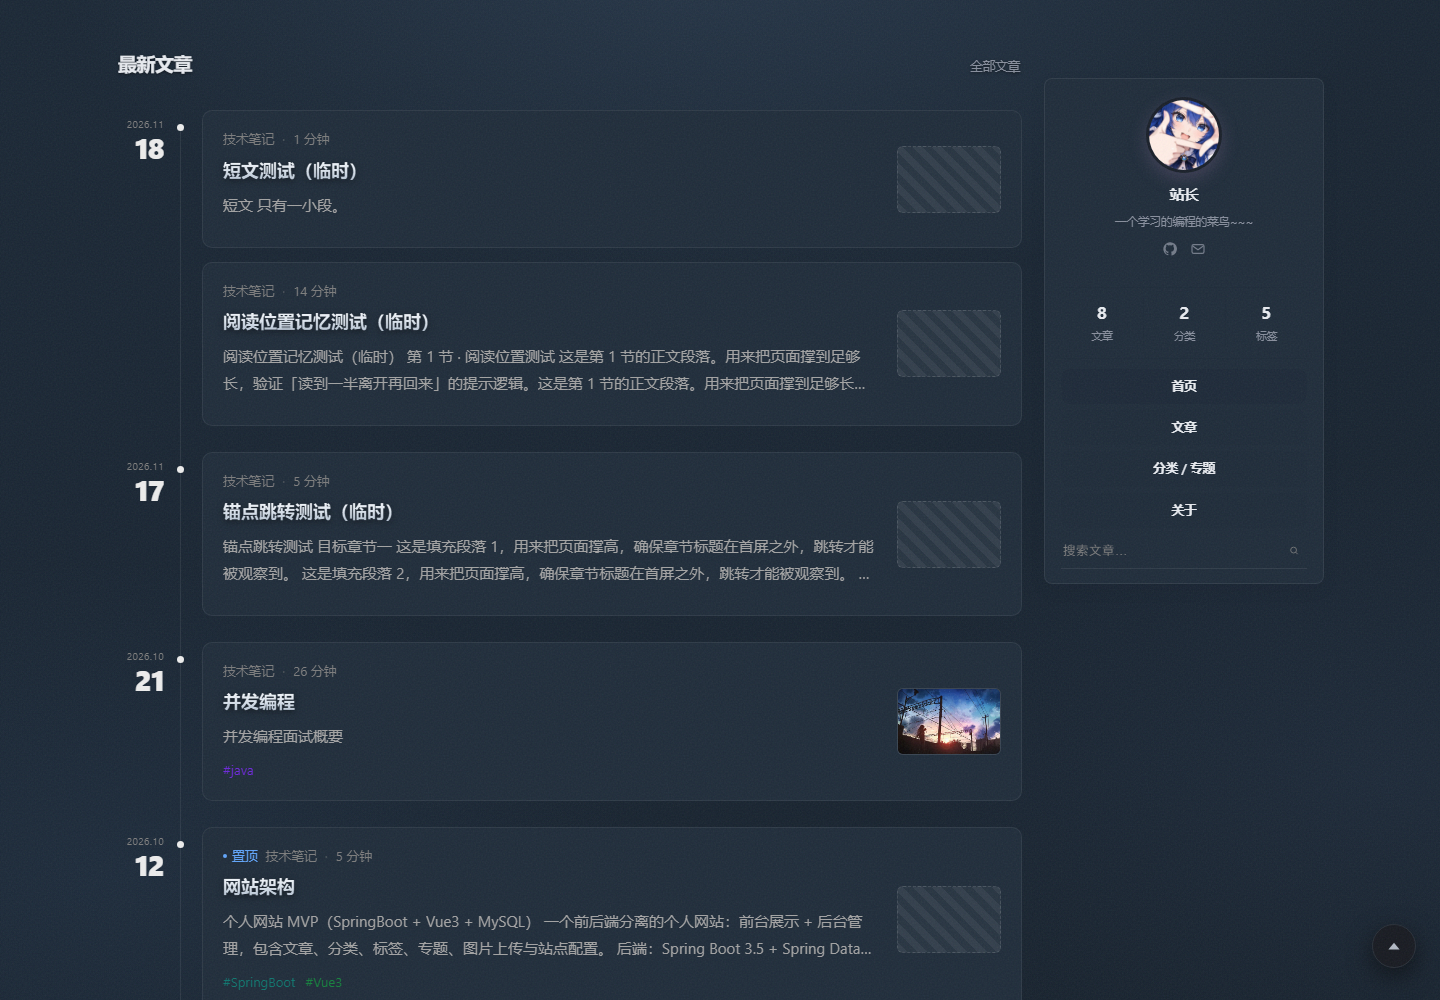 最新文章
全部文章
2026.11
18
技术笔记 · 1 分钟
短文测试（临时）
短文 只有一小段。
技术笔记 · 14 分钟
阅读位置记忆测试（临时）
阅读位置记忆测试（临时） 第 1 节 · 阅读位置测试 这是第 1 节的正文段落。用来把页面撑到足够
长，验证「读到一半离开再回来」的提示逻辑。这是第 1 节的正文段落。用来把页面撑到足够长...
2026.11
17
技术笔记 · 5 分钟
锚点跳转测试（临时）
锚点跳转测试 目标章节一 这是填充段落 1，用来把页面撑高，确保章节标题在首屏之外，跳转才能
被观察到。 这是填充段落 2，用来把页面撑高，确保章节标题在首屏之外，跳转才能被观察到。 ...
2026.10
21
技术笔记 · 26 分钟
并发编程
并发编程面试概要
#java
2026.10
12
• 置顶 技术笔记 · 5 分钟
网站架构
个人网站 MVP（SpringBoot + Vue3 + MySQL） 一个前后端分离的个人网站：前台展示 + 后台管
理，包含文章、分类、标签、专题、图片上传与站点配置。 后端：Spring Boot 3.5 + Spring Data...
#SpringBoot #Vue3
站长
一个学习的编程的菜鸟~~~
8 2 5
文章 分类 标签
首页
文章
分类 / 专题
关于
搜索文章...